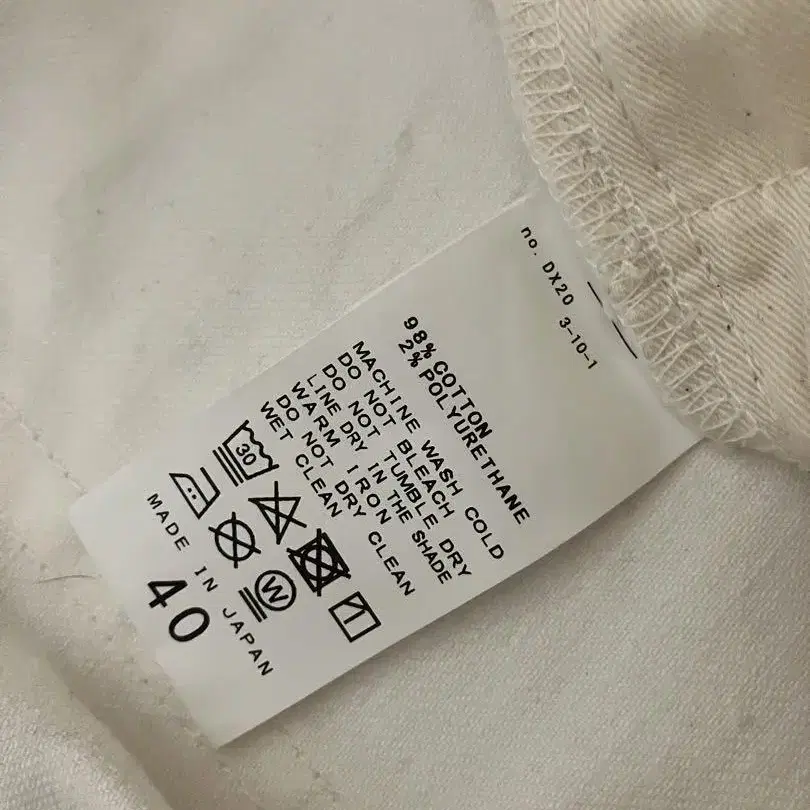 no. DX20 3-10-1
98% COTTON
2% POLYURETHANE
MACHINE WASH COLD
DO NOT BLEACH
DO NOT TUMBLE DRY
LINE DRY IN THE SHADE
WARM IRON
DO NOT DRY CLEAN
WET CLEAN
30
W
MADE IN JAPAN
40